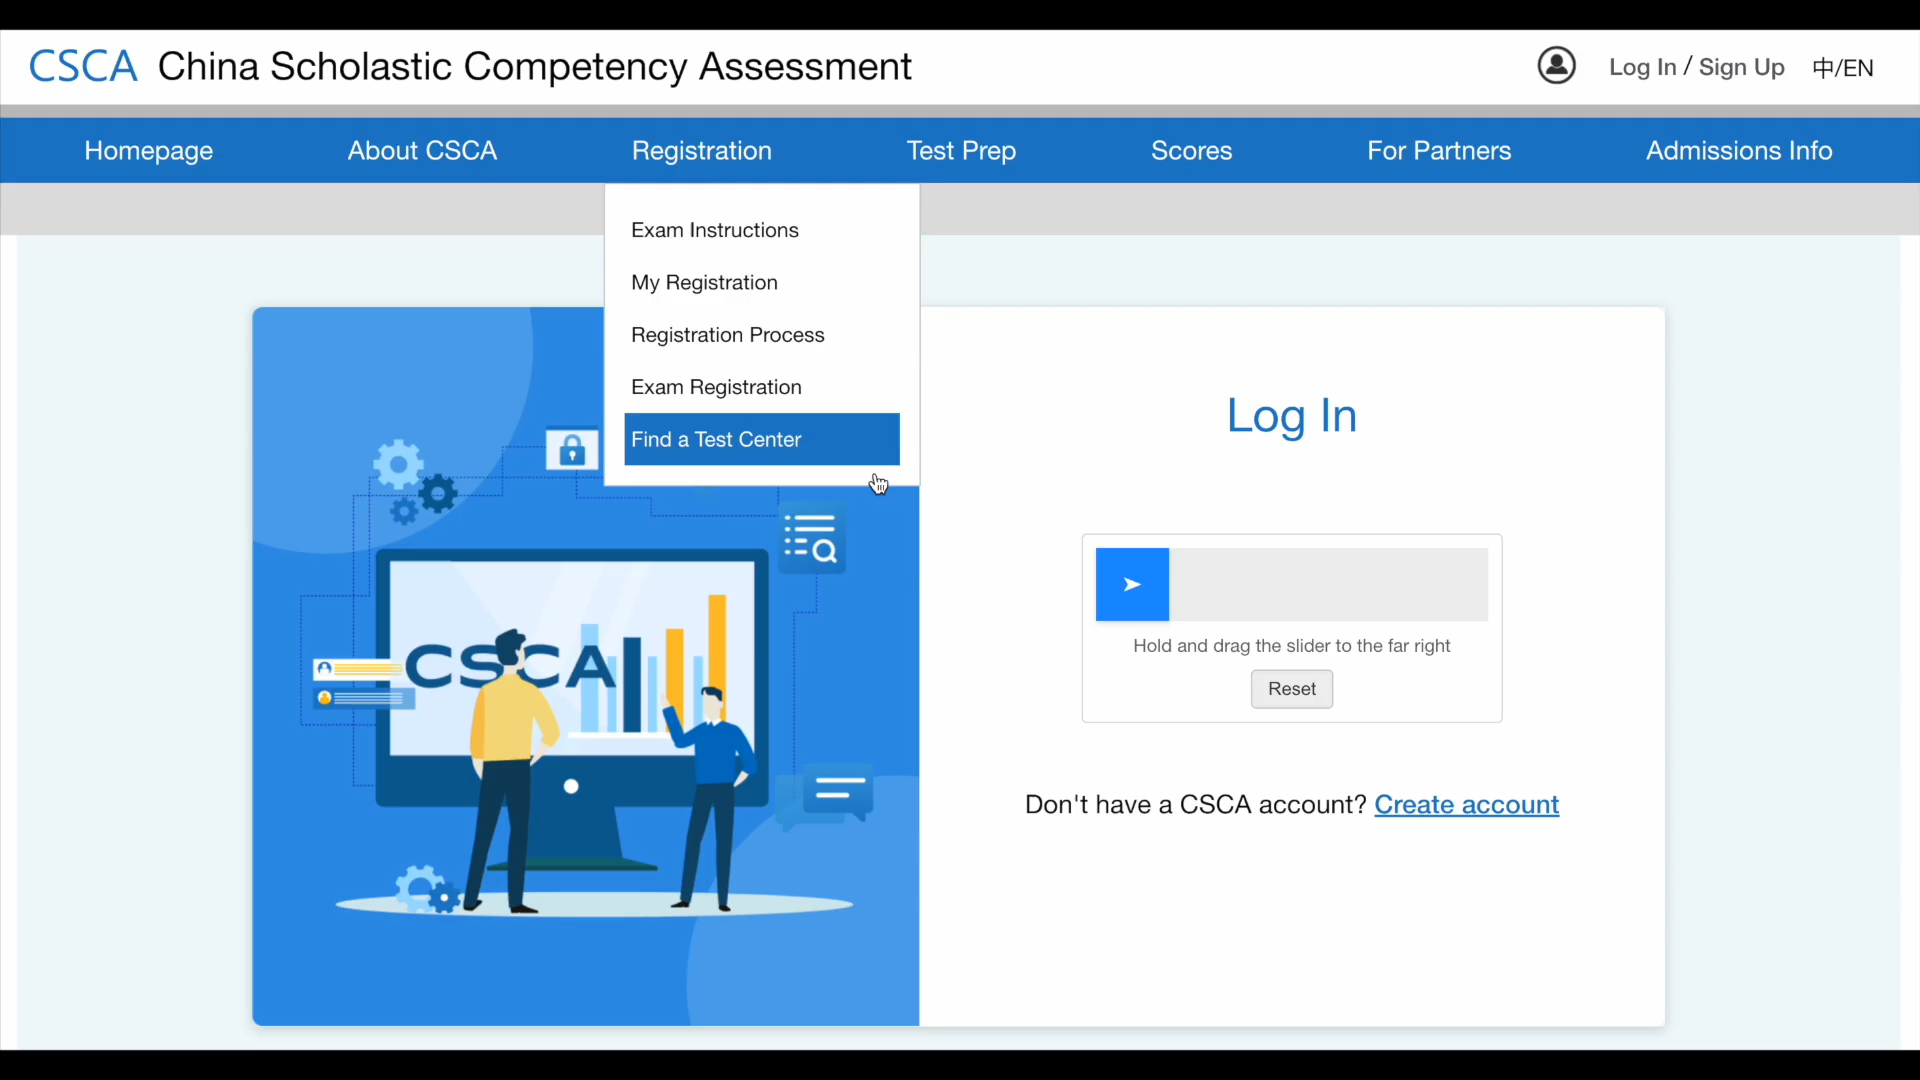 CSCA China Scholastic Competency Assessment
Log In / Sign Up 中/EN
Homepage About CSCA Registration Test Prep Scores For Partners Admissions Info
Exam Instructions
My Registration
Registration Process
Exam Registration
Find a Test Center
CSCA
Log In
Hold and drag the slider to the far right
Reset
Don't have a CSCA account? Create account